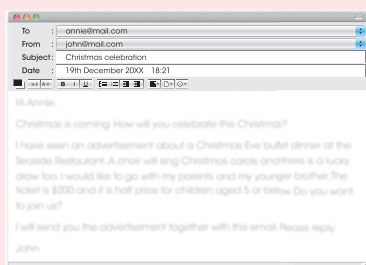 To : annie@mail.com
From : john@mail.com
Subject: Christmas celebration
Date : 19th December 20XX 18:21
Hi Annie,
Christmas is coming. How will you celebrate this Christmas?
I have seen an advertisement about a Christmas Eve buffet dinner at the
Seaside Restaurant. A choir will sing Christmas carols and there is a lucky
draw too. I would like to go with my parents and my younger brother. The
ticket is $200 and it is half price for children aged 5 or below. Do you want
to join us?
I will send you the advertisement together with this email. Please reply.
John